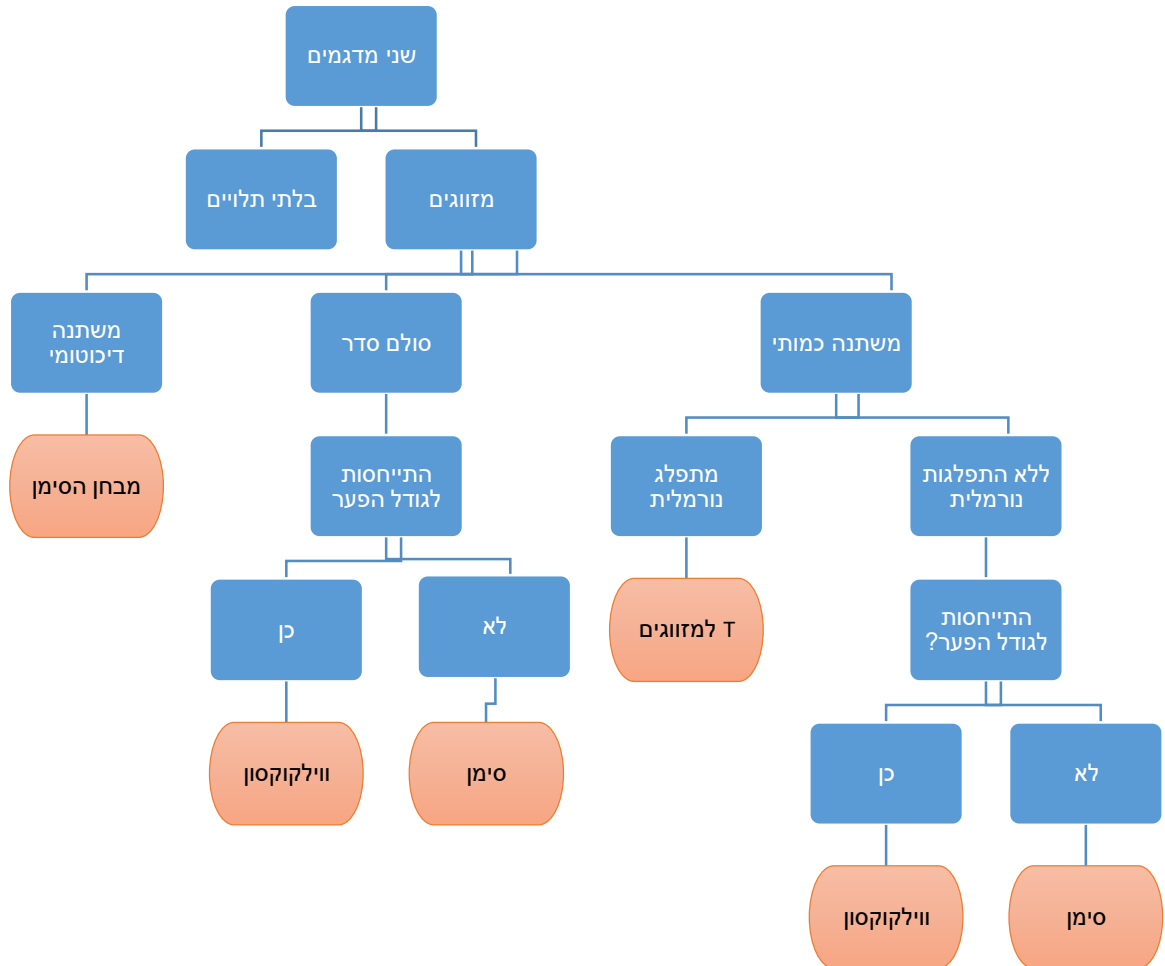 שני מדגמים
מזווגים
בלתי תלויים
משתנה כמותי
סולם סדר
משתנה
דיכוטומי
ללא התפלגות
נורמלית
מתפלג
נורמלית
התייחסות
לגודל הפער
מבחן הסימן
התייחסות
לגודל הפער?
T למזווגים
לא
כן
לא
כן
סימן
ווילקוקסון
סימן
ווילקוקסון